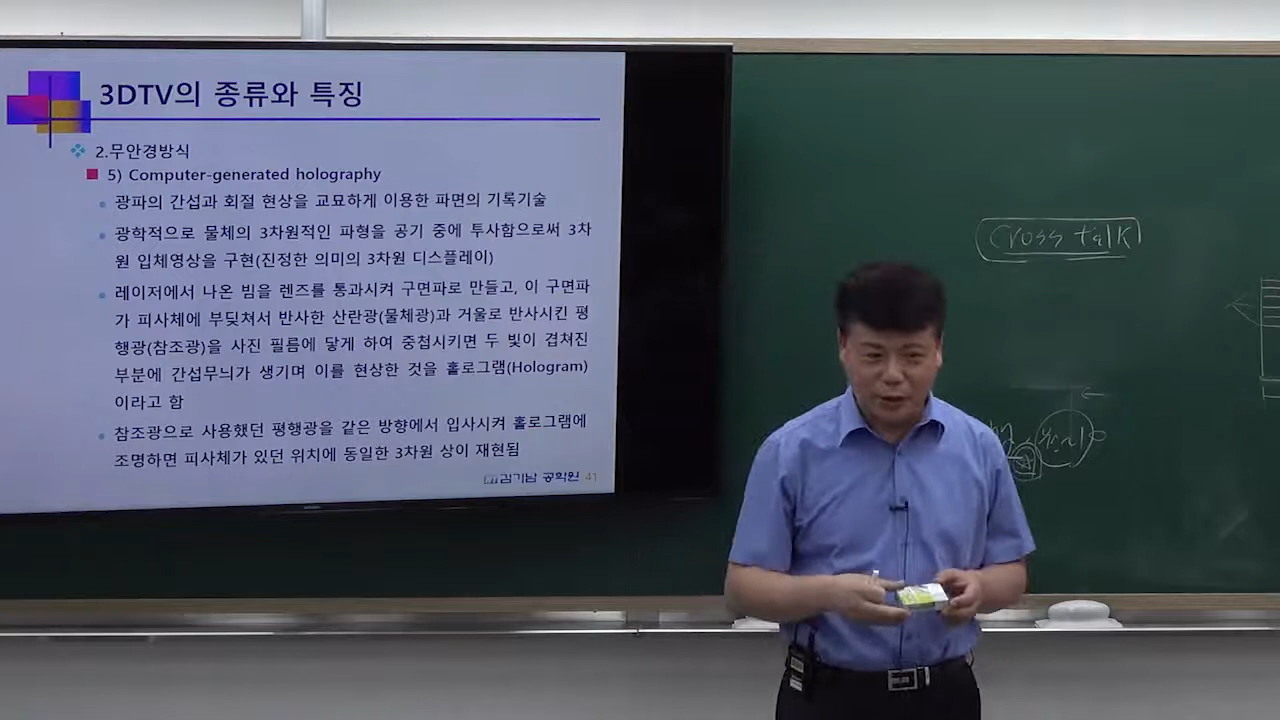 3DTV의 종류와 특징
2.무안경방식
5) Computer-generated holography
광파의 간섭과 회절 현상을 교묘하게 이용한 파면의 기록기술
광학적으로 물체의 3차원적인 파형을 공기 중에 투사함으로써 3차
원 입체영상을 구현(진정한 의미의 3차원 디스플레이)
레이저에서 나온 빔을 렌즈를 통과시켜 구면파로 만들고, 이 구면파
가 피사체에 부딪쳐서 반사한 산란광(물체광)과 거울로 반사시킨 평
행광(참조광)을 사진 필름에 닿게 하여 중첩시키면 두 빛이 겹쳐진
부분에 간섭무늬가 생기며 이를 현상한 것을 홀로그램(Hologram)
이라고 함
참조광으로 사용했던 평행광을 같은 방향에서 입사시켜 홀로그램에
조명하면 피사체가 있던 위치에 동일한 3차원 상이 재현됨
김기남 공학원 41
Cross talk